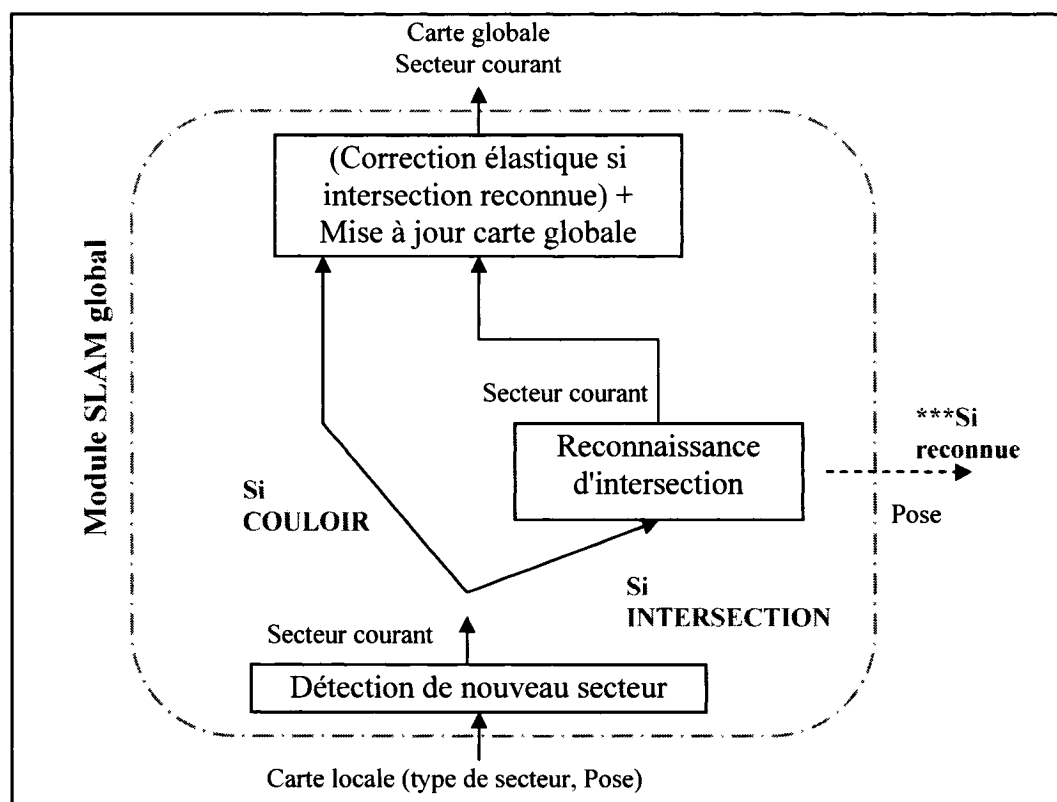 Carte globale
Secteur courant
(Correction élastique si
intersection reconnue) +
Mise à jour carte globale
Module SLAM global
Secteur courant
***Si
reconnue
Reconnaissance
d'intersection
Pose
Si
COULOIR
Si
INTERSECTION
Secteur courant
Détection de nouveau secteur
Carte locale (type de secteur, Pose)